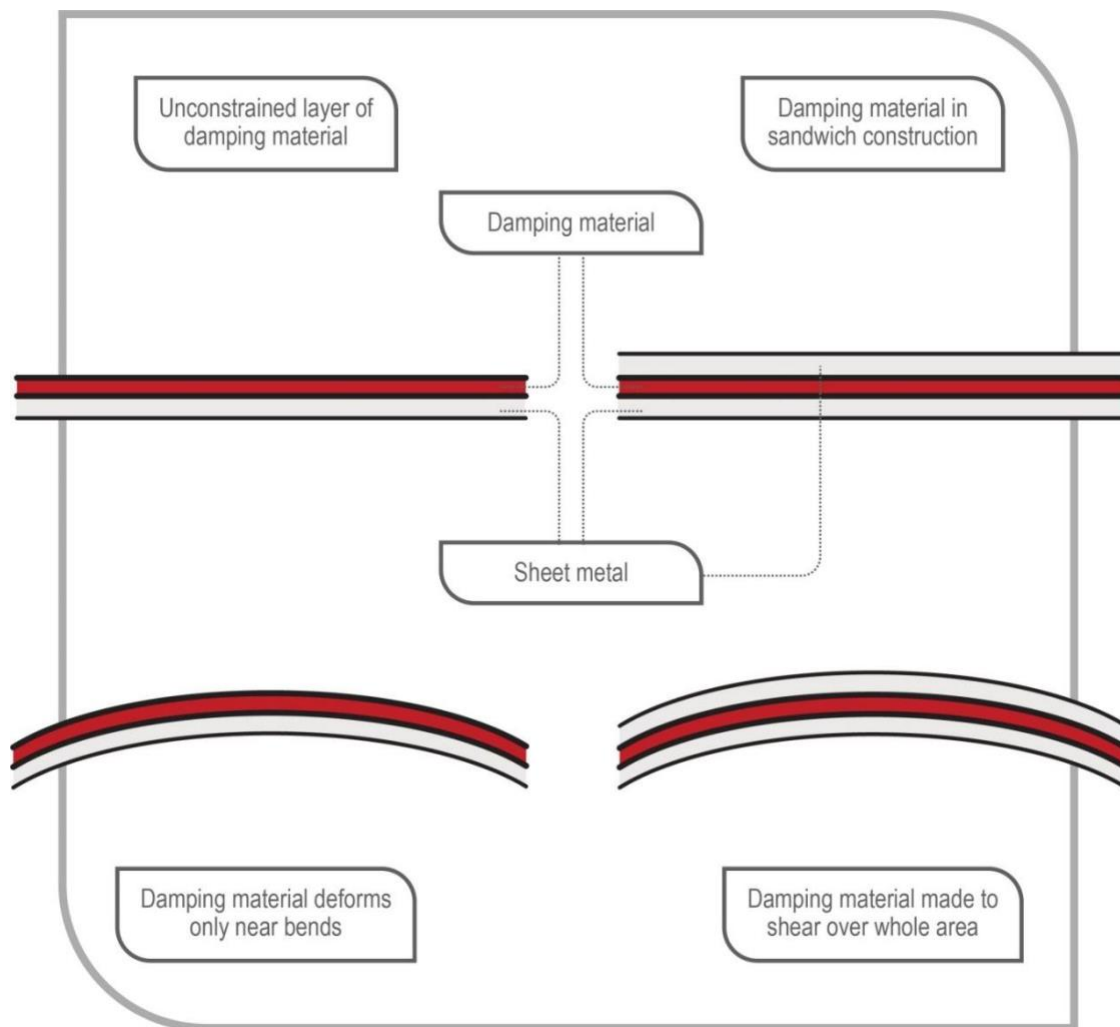 Unconstrained layer of
damping material
Damping material in
sandwich construction
Damping material
Sheet metal
Damping material deforms
only near bends
Damping material made to
shear over whole area